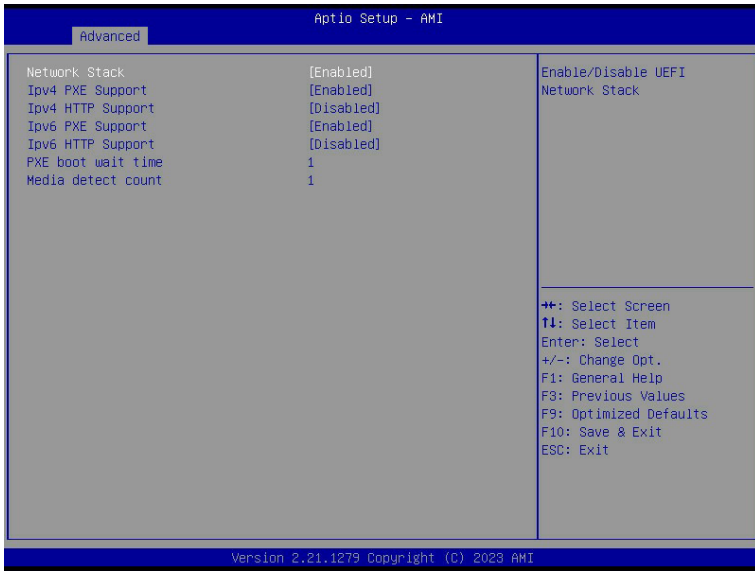 Aptio Setup – AMI
Advanced
Network Stack [Enabled]
Ipv4 PXE Support [Enabled]
Ipv4 HTTP Support [Disabled]
Ipv6 PXE Support [Enabled]
Ipv6 HTTP Support [Disabled]
PXE boot wait time 1
Media detect count 1
Enable/Disable UEFI
Network Stack
→←: Select Screen
↑↓: Select Item
Enter: Select
+/-: Change Opt.
F1: General Help
F3: Previous Values
F9: Optimized Defaults
F10: Save & Exit
ESC: Exit
Version 2.21.1279 Copyright (C) 2023 AMI